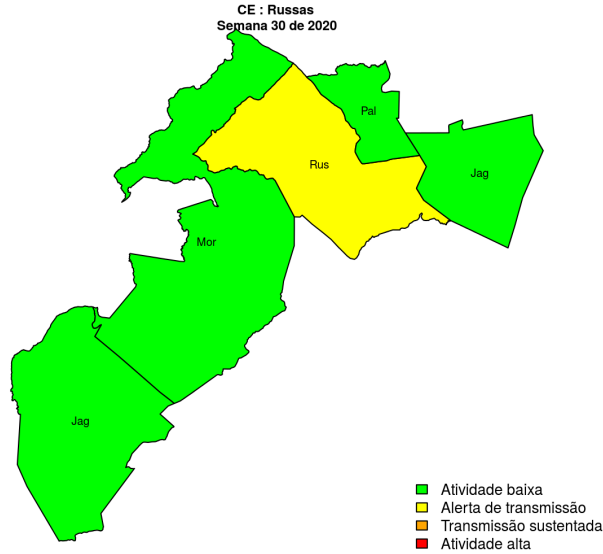 CE : Russas
Semana 30 de 2020
Pal
Rus
Jag
Mor
Jag
Atividade baixa
Alerta de transmissão
Transmissão sustentada
Atividade alta